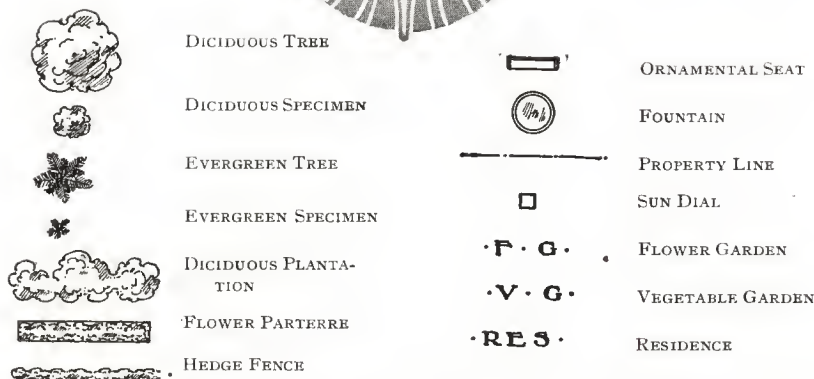 DICIDUOUS TREE
DICIDUOUS SPECIMEN
EVERGREEN TREE
EVERGREEN SPECIMEN
DICIDUOUS PLANTA-
TION
FLOWER PARTERRE
HEDGE FENCE
ORNAMENTAL SEAT
FOUNTAIN
PROPERTY LINE
SUN DIAL
·F·G· FLOWER GARDEN
·V·G· VEGETABLE GARDEN
·RES· RESIDENCE